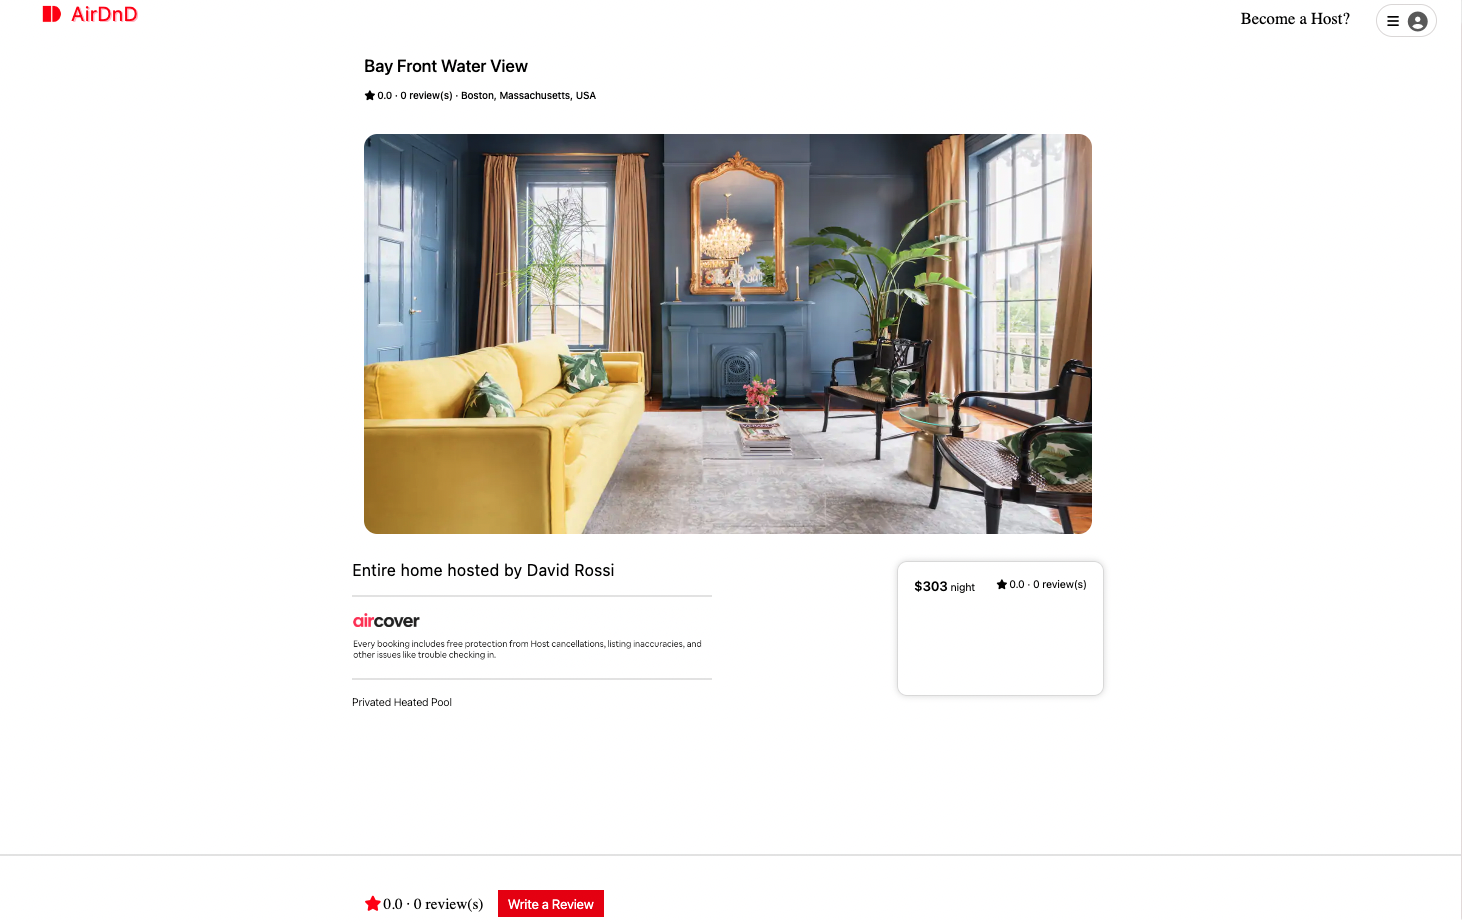 AirDnD
Become a Host?
Bay Front Water View
0.0 · 0 review(s) · Boston, Massachusetts, USA
Entire home hosted by David Rossi
$303 night
0.0 · 0 review(s)
aircover
Every booking includes free protection from Host cancellations, listing inaccuracies, and
other issues like trouble checking in.
Privated Heated Pool
0.0 · 0 review(s)
Write a Review